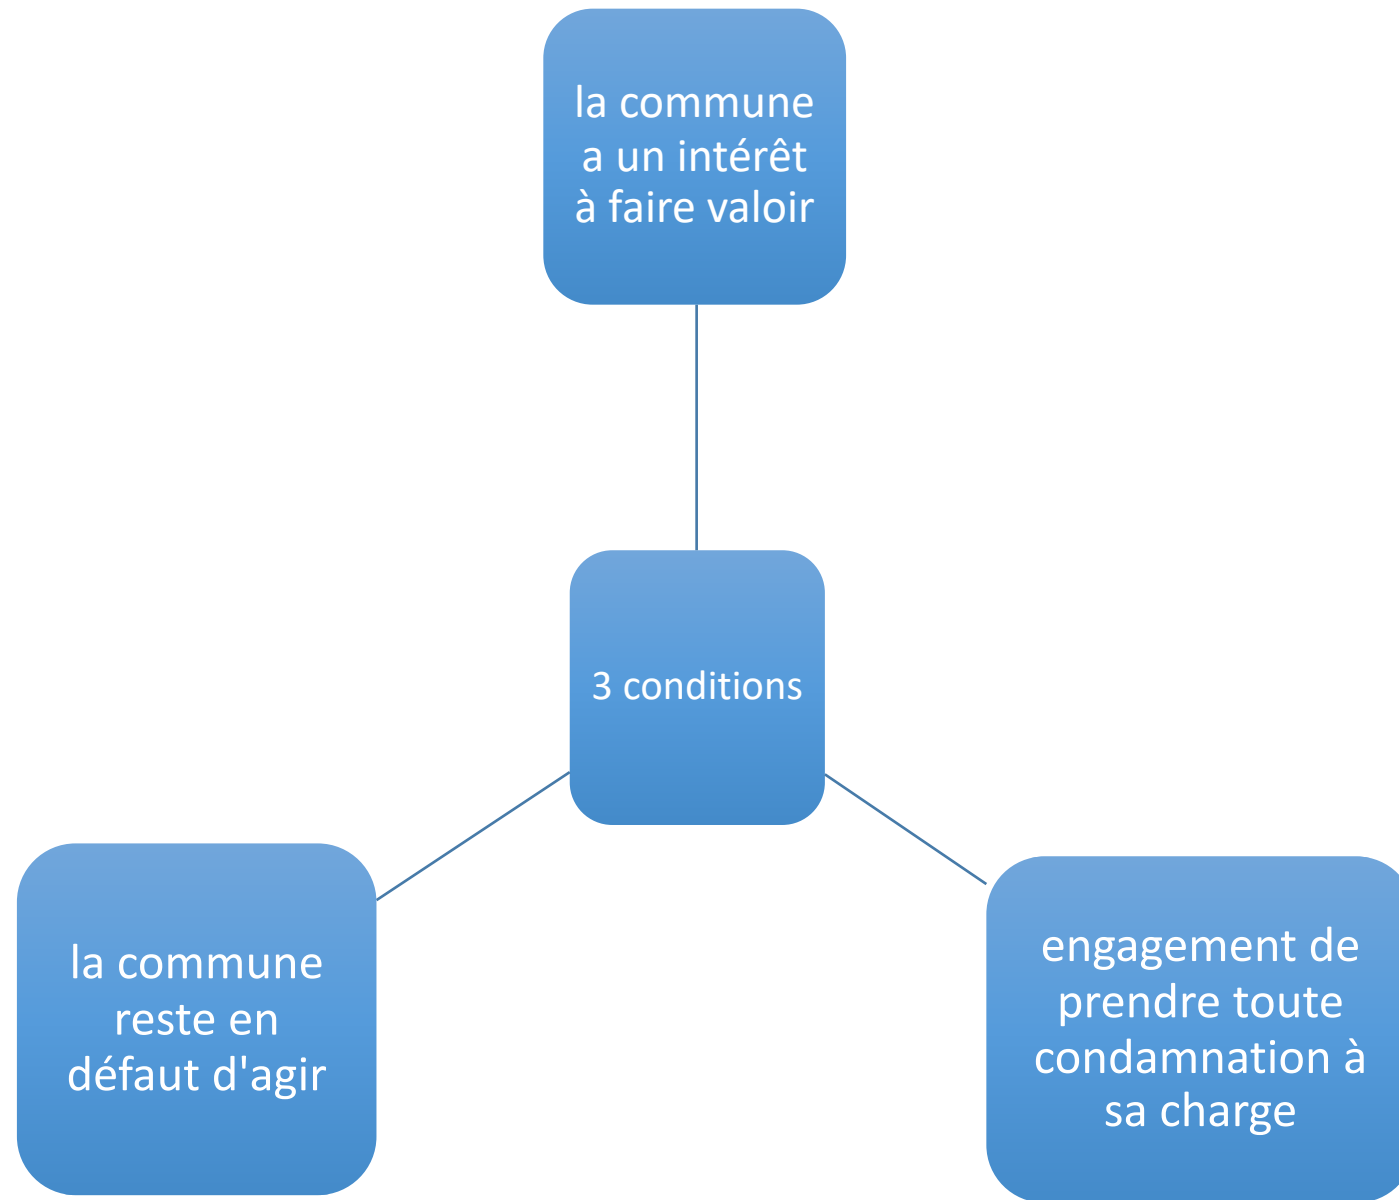 la commune
a un intérêt
à faire valoir
3 conditions
la commune
reste en
défaut d'agir
engagement de
prendre toute
condamnation à
sa charge